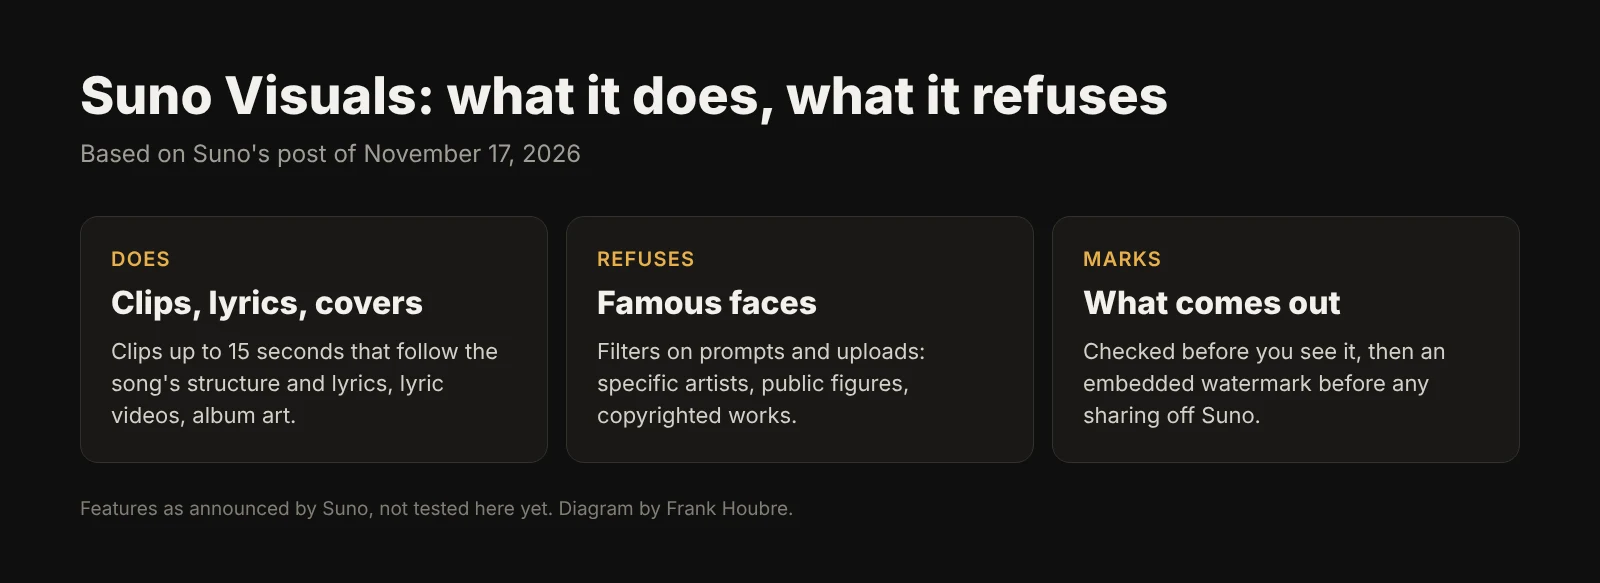 Suno Visuals: what it does, what it refuses
Based on Suno's post of November 17, 2026
DOES
Clips, lyrics, covers
Clips up to 15 seconds that follow the
song's structure and lyrics, lyric
videos, album art.
REFUSES
Famous faces
Filters on prompts and uploads:
specific artists, public figures,
copyrighted works.
MARKS
What comes out
Checked before you see it, then an
embedded watermark before any
sharing off Suno.
Features as announced by Suno, not tested here yet. Diagram by Frank Houbre.